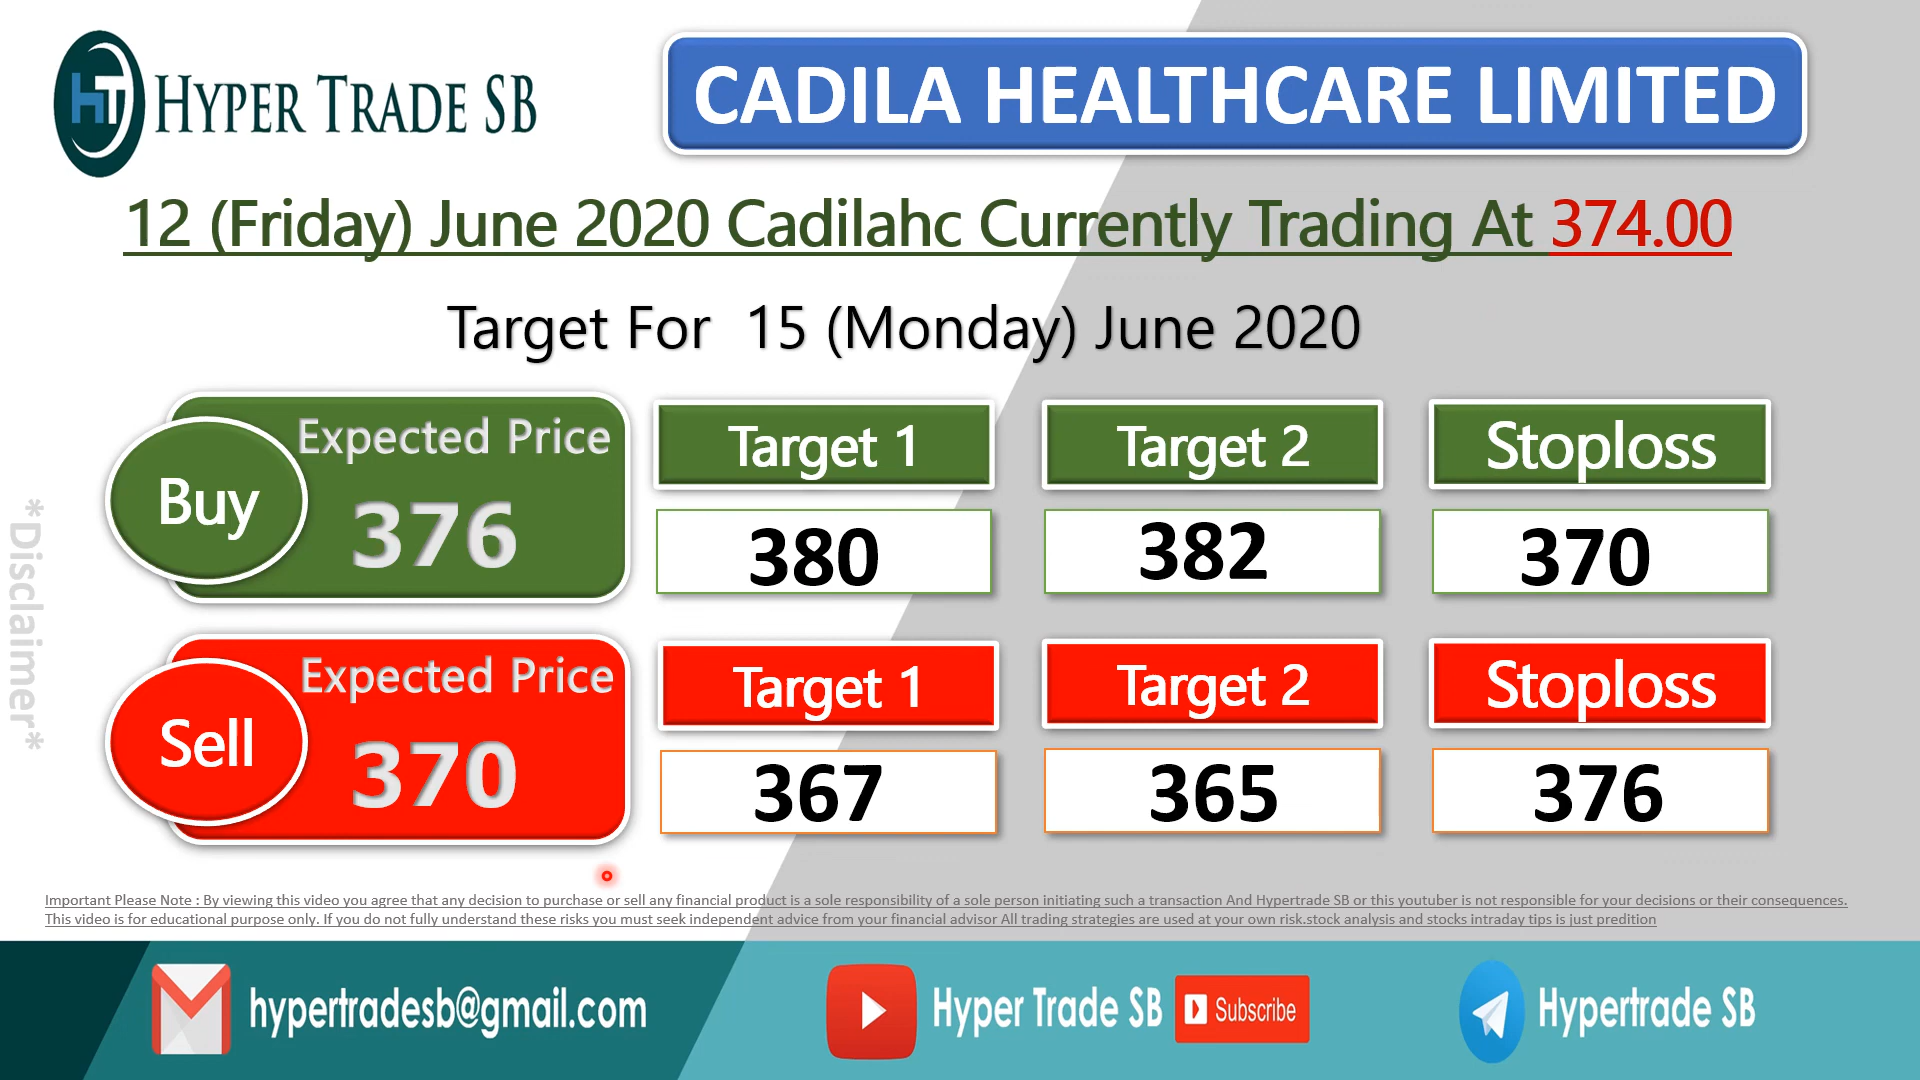 HT HYPER TRADE SB
CADILA HEALTHCARE LIMITED
12 (Friday) June 2020 Cadilahc Currently Trading At 374.00
Target For 15 (Monday) June 2020
Buy
Expected Price
376
Target 1
380
Target 2
382
Stoploss
370
Sell
Expected Price
370
Target 1
367
Target 2
365
Stoploss
376
*Disclaimer*
Important Please Note : By viewing this video you agree that any decision to purchase or sell any financial product is a sole responsibility of a sole person initiating such a transaction And Hypertrade SB or this youtuber is not responsible for your decisions or their consequences.
This video is for educational purpose only. If you do not fully understand these risks you must seek independent advice from your financial advisor All trading strategies are used at your own risk.stock analysis and stocks intraday tips is just predition
hypertradesb@gmail.com
Hyper Trade SB
Subscribe
Hypertrade SB